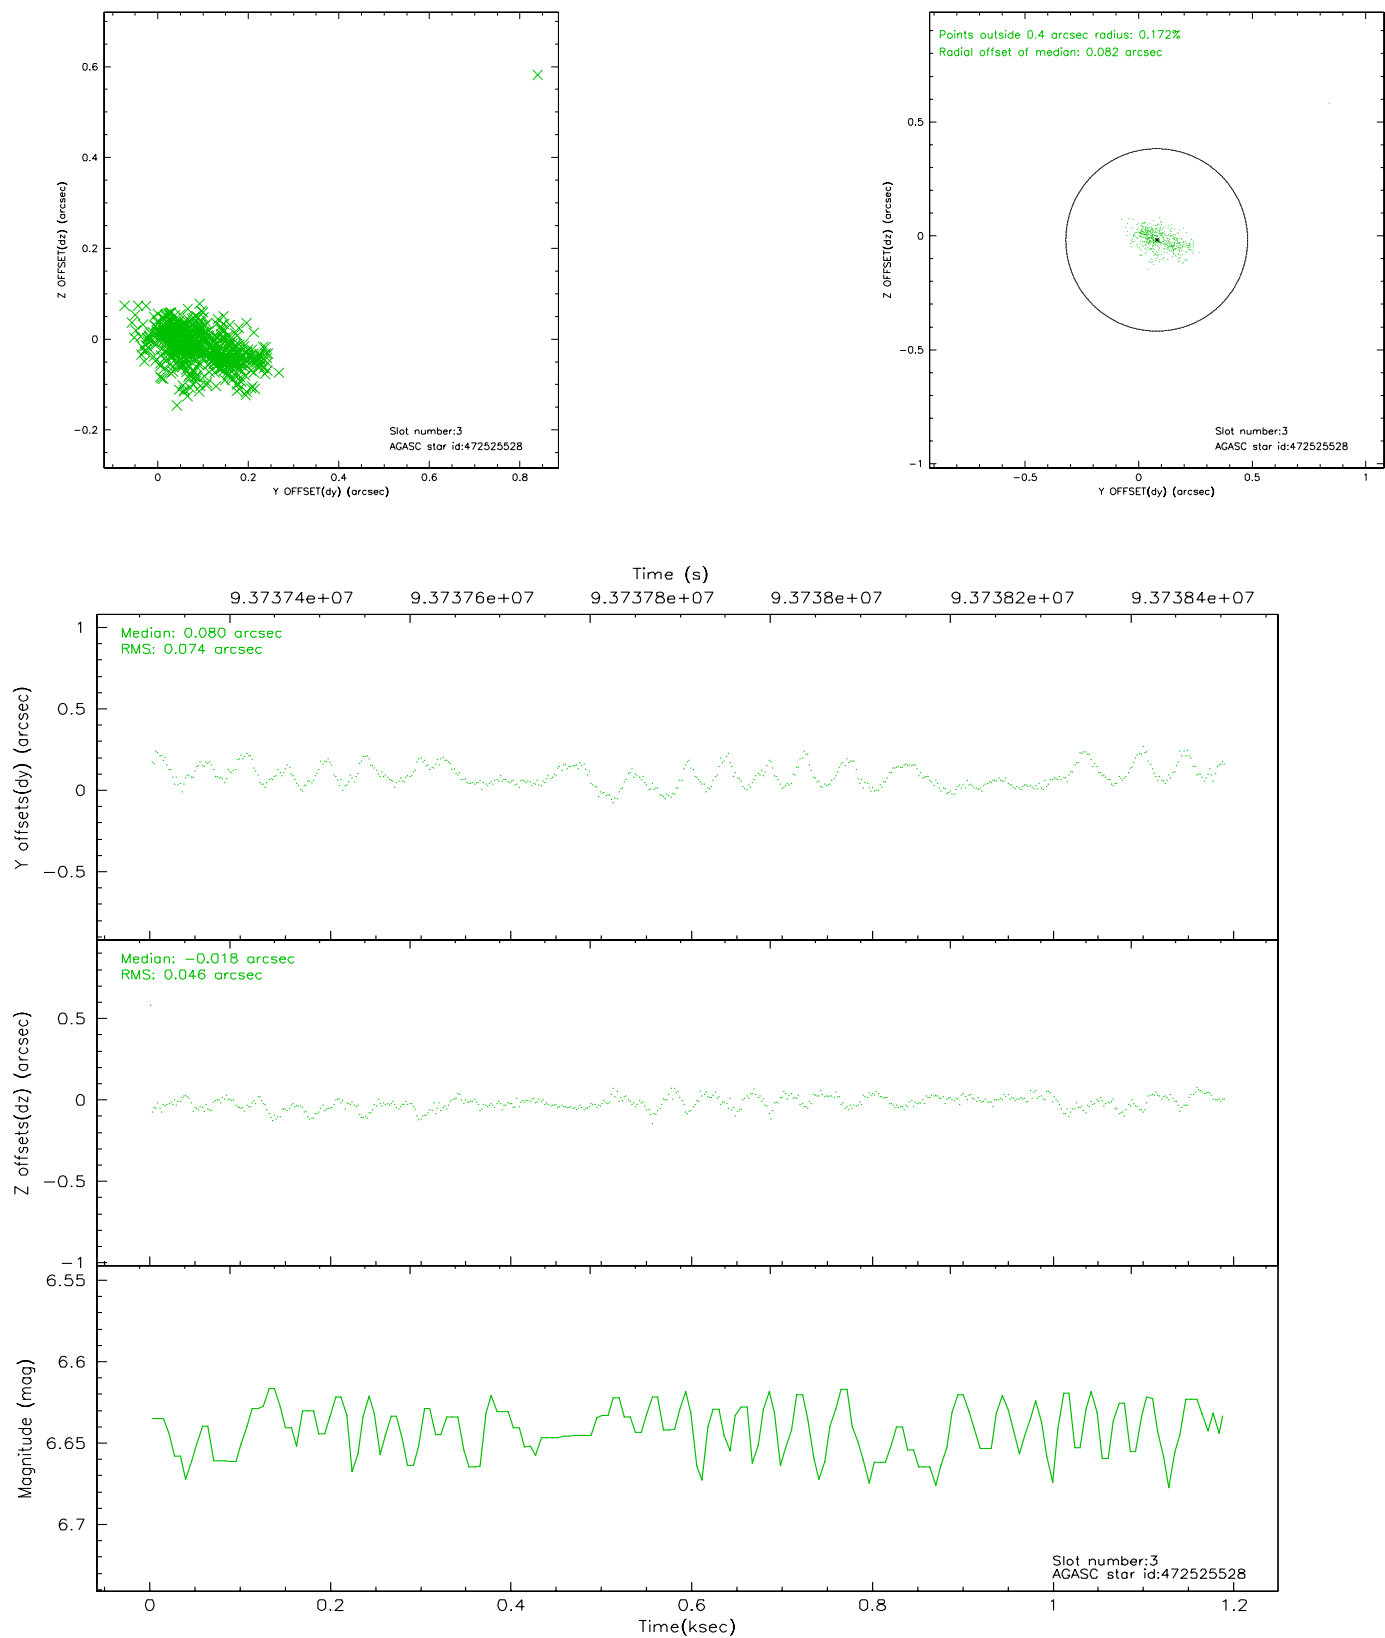 0.6
0.4
0.2
0
−0.2
Z OFFSET(dz) (arcsec)
Slot number:3
AGASC star id:472525528
0 0.2 0.4 0.6 0.8
Y OFFSET(dy) (arcsec)
Points outside 0.4 arcsec radius: 0.172%
Radial offset of median: 0.082 arcsec
0.5
0
−0.5
−1
Z OFFSET(dz) (arcsec)
Slot number:3
AGASC star id:472525528
−0.5 0 0.5 1
Y OFFSET(dy) (arcsec)
Time (s)
9.37374e+07 9.37376e+07 9.37378e+07 9.3738e+07 9.37382e+07 9.37384e+07
Median: 0.080 arcsec
RMS: 0.074 arcsec
1
0.5
0
−0.5
Y offsets(dy) (arcsec)
Median: −0.018 arcsec
RMS: 0.046 arcsec
0.5
0
−0.5
−1
Z offsets(dz) (arcsec)
6.55
6.6
6.65
6.7
Magnitude (mag)
Slot number:3
AGASC star id:472525528
0 0.2 0.4 0.6 0.8 1 1.2
Time(ksec)